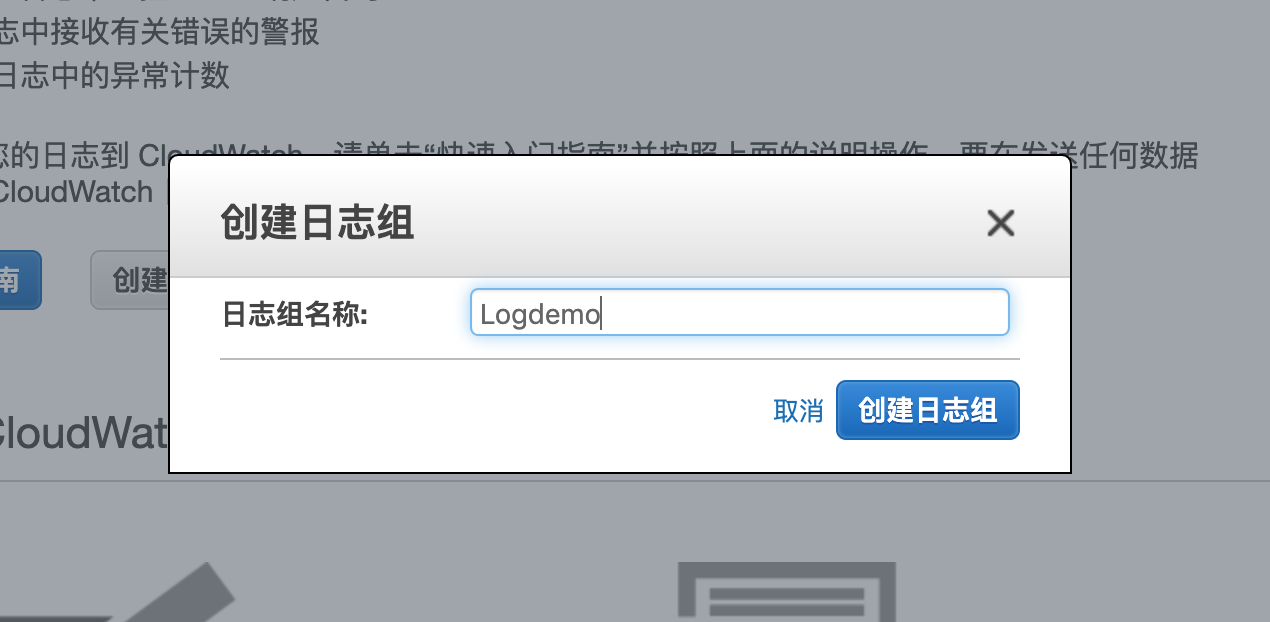 志中接收有关错误的警报
日志中的异常计数
您的日志到 CloudWatch，请单击“快速入门指南”并按照上面的说明操作。要在发送任何数据
CloudWatch
南
创建
创建日志组
日志组名称:
Logdemo
取消
创建日志组
CloudWat